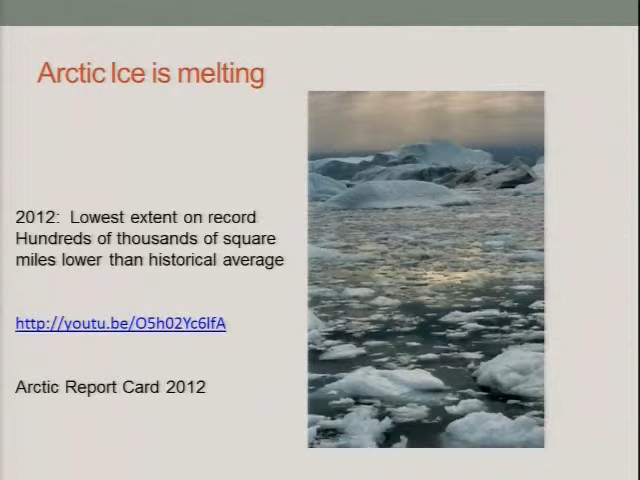 Arctic Ice is melting
2012: Lowest extent on record
Hundreds of thousands of square
miles lower than historical average
http://youtu.be/O5h02Yc6IfA
Arctic Report Card 2012